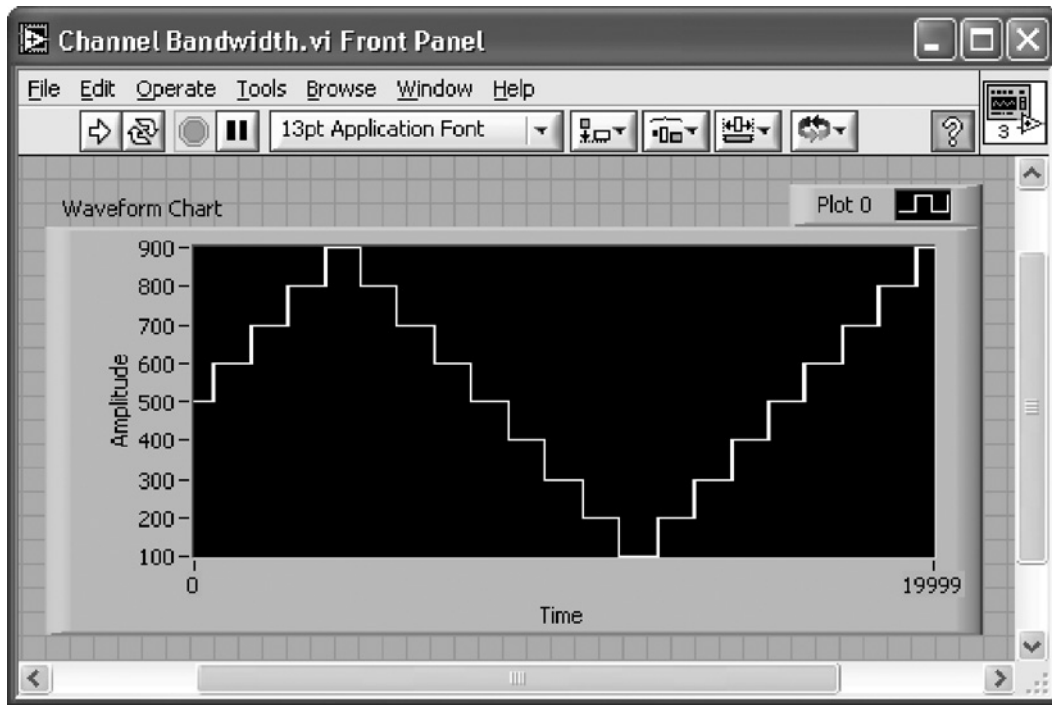 Channel Bandwidth.vi Front Panel
File Edit Operate Tools Browse Window Help
13pt Application Font
3
Waveform Chart
Plot 0
900
800
700
600
500
400
300
200
100
Amplitude
0
19999
Time